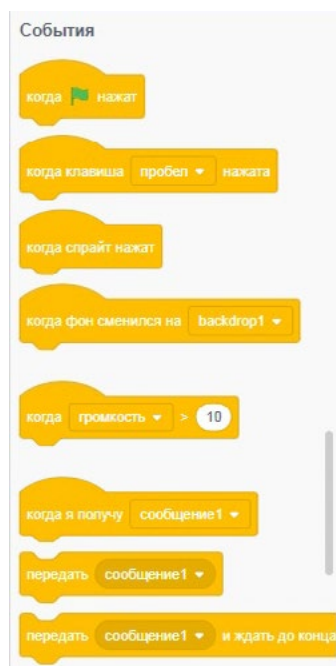 События
когда нажат
когда клавиша пробел нажата
когда спрайт нажат
когда фон сменился на backdrop1
когда громкость > 10
когда я получу сообщение1
передать сообщение1
передать сообщение1 и ждать до конца